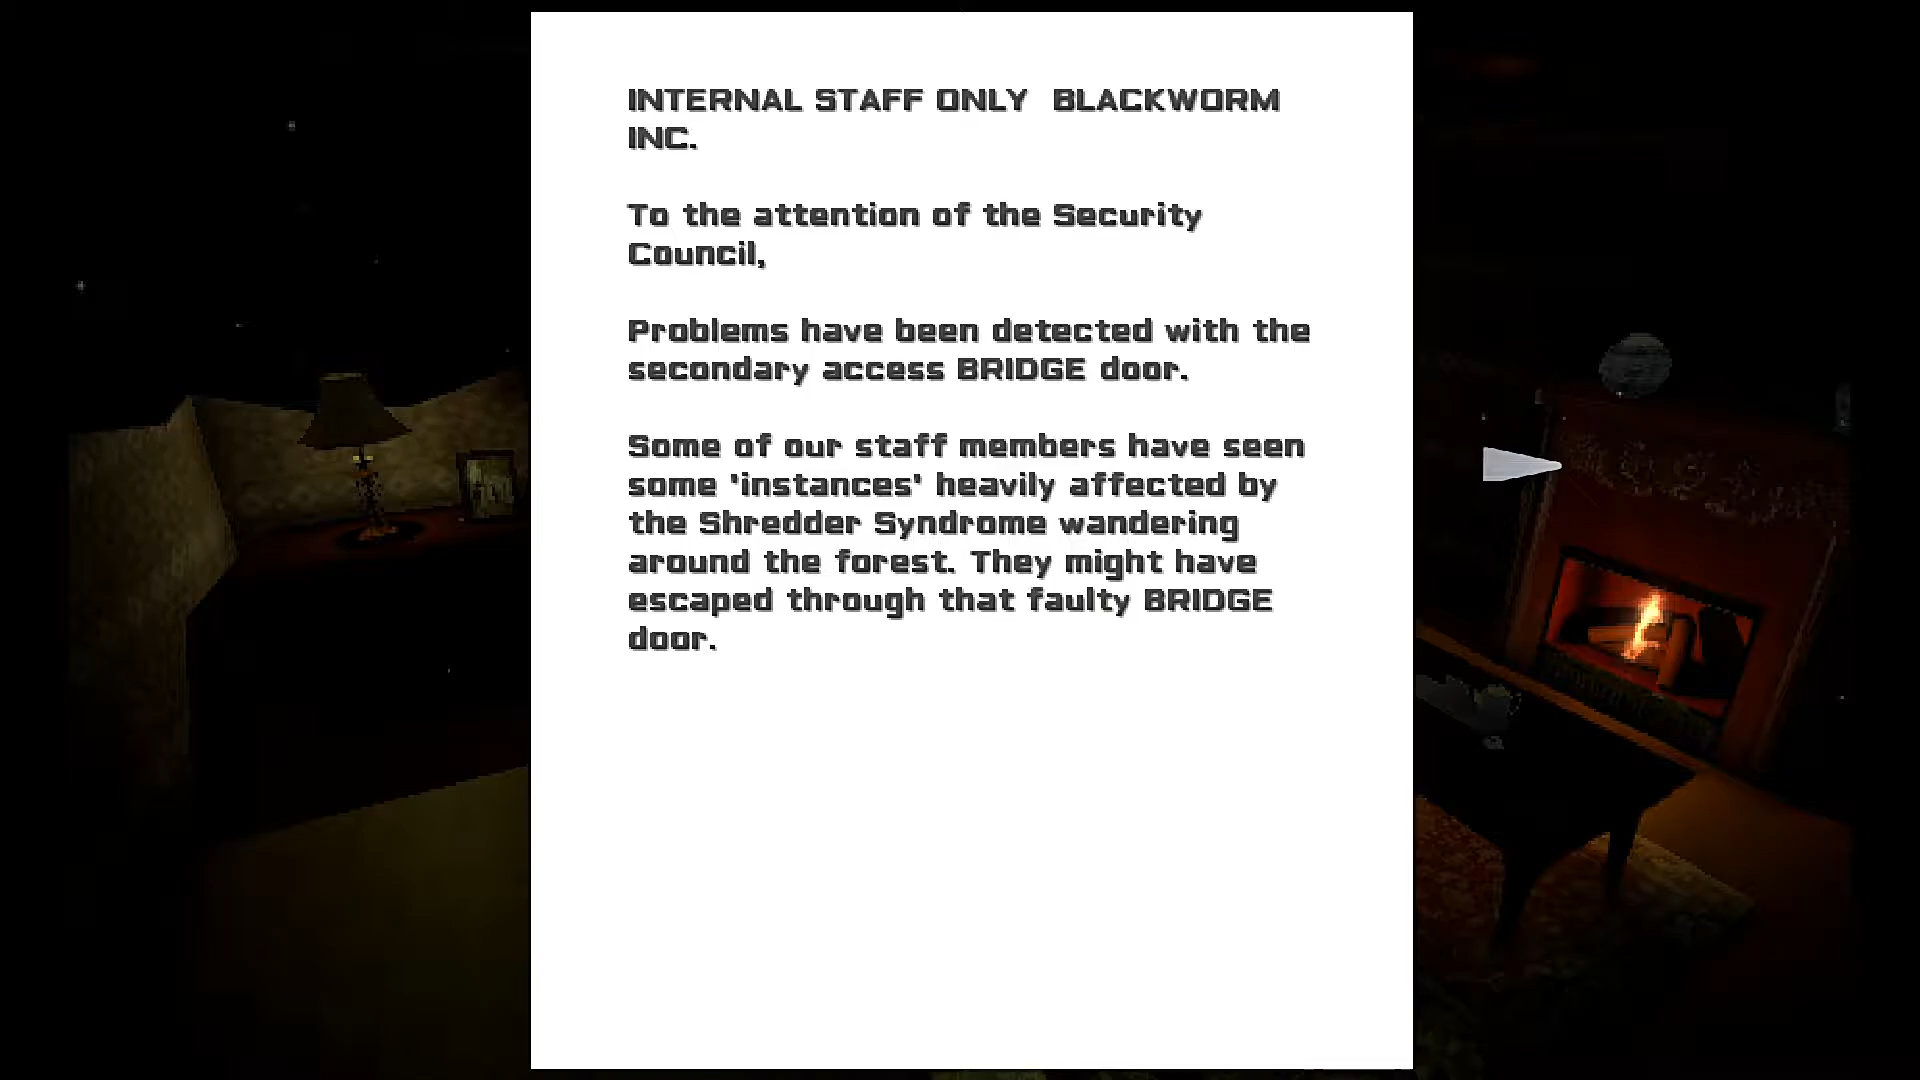 INTERNAL STAFF ONLY  BLACKWORM
INC.
To the attention of the Security
Council,
Problems have been detected with the
secondary access BRIDGE door.
Some of our staff members have seen
some 'instances' heavily affected by
the Shredder Syndrome wandering
around the forest. They might have
escaped through that faulty BRIDGE
door.